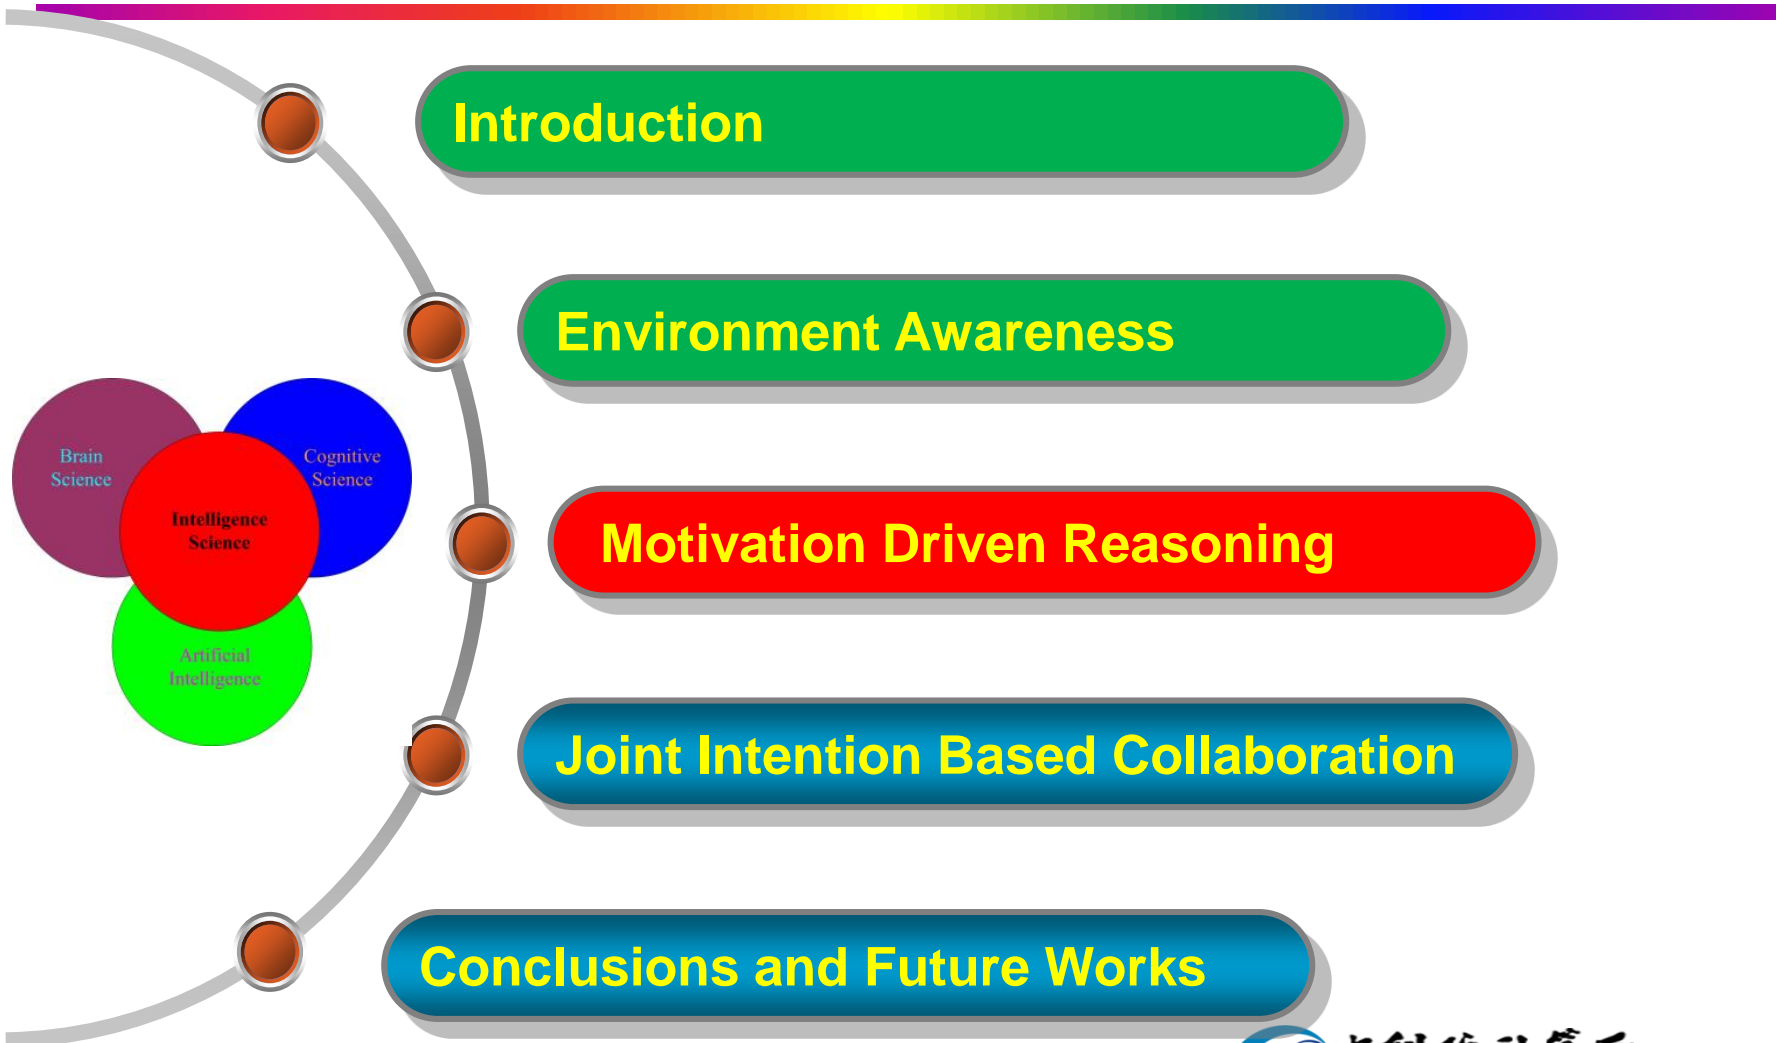 Introduction
Environment Awareness
Brain
Science
Cognitive
Science
Intelligence
Science
Artificial
Intelligence
Motivation Driven Reasoning
Joint Intention Based Collaboration
Conclusions and Future Works